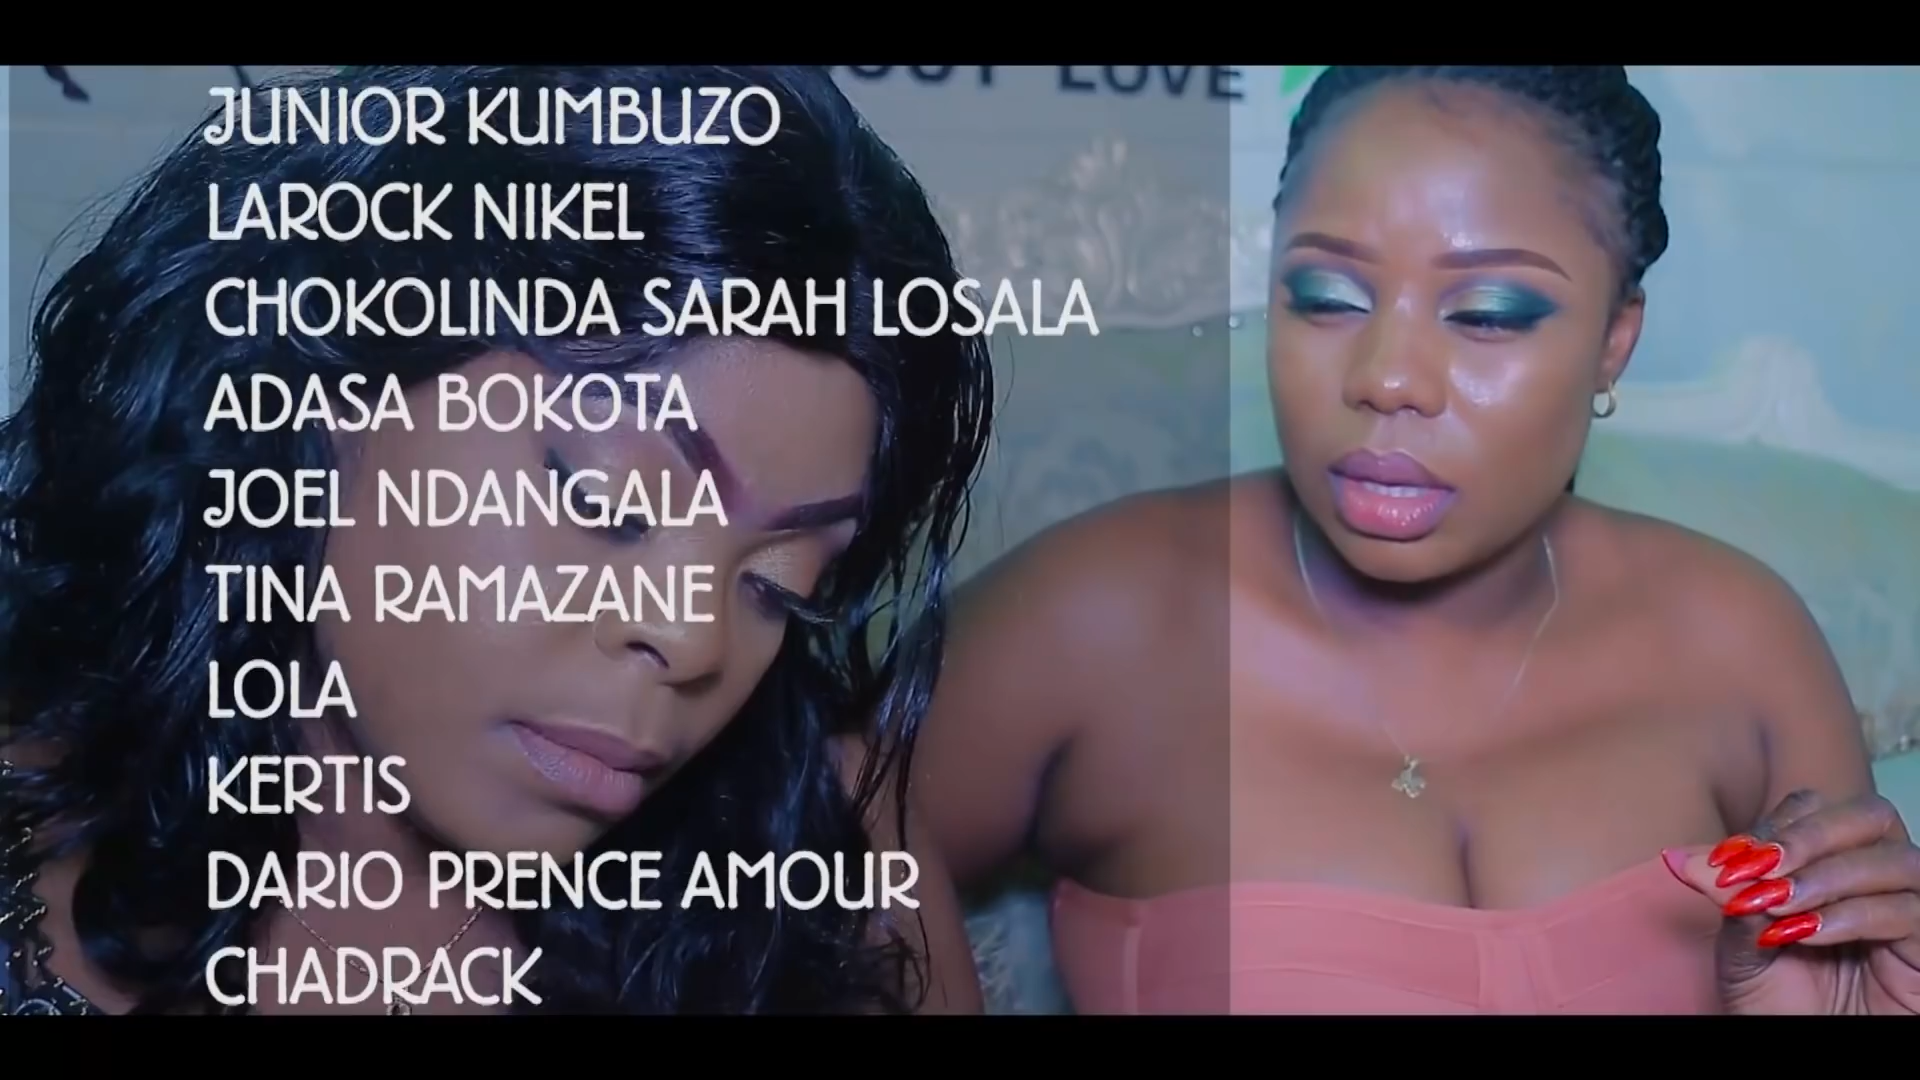 LOVE
JUNIOR KUMBUZO
LAROCK NIKEL
CHOKOLINDA SARAH LOSALA
ADASA BOKOTA
JOEL NDANGALA
TINA RAMAZANE
LOLA
KERTIS
DARIO PRENCE AMOUR
CHADRACK